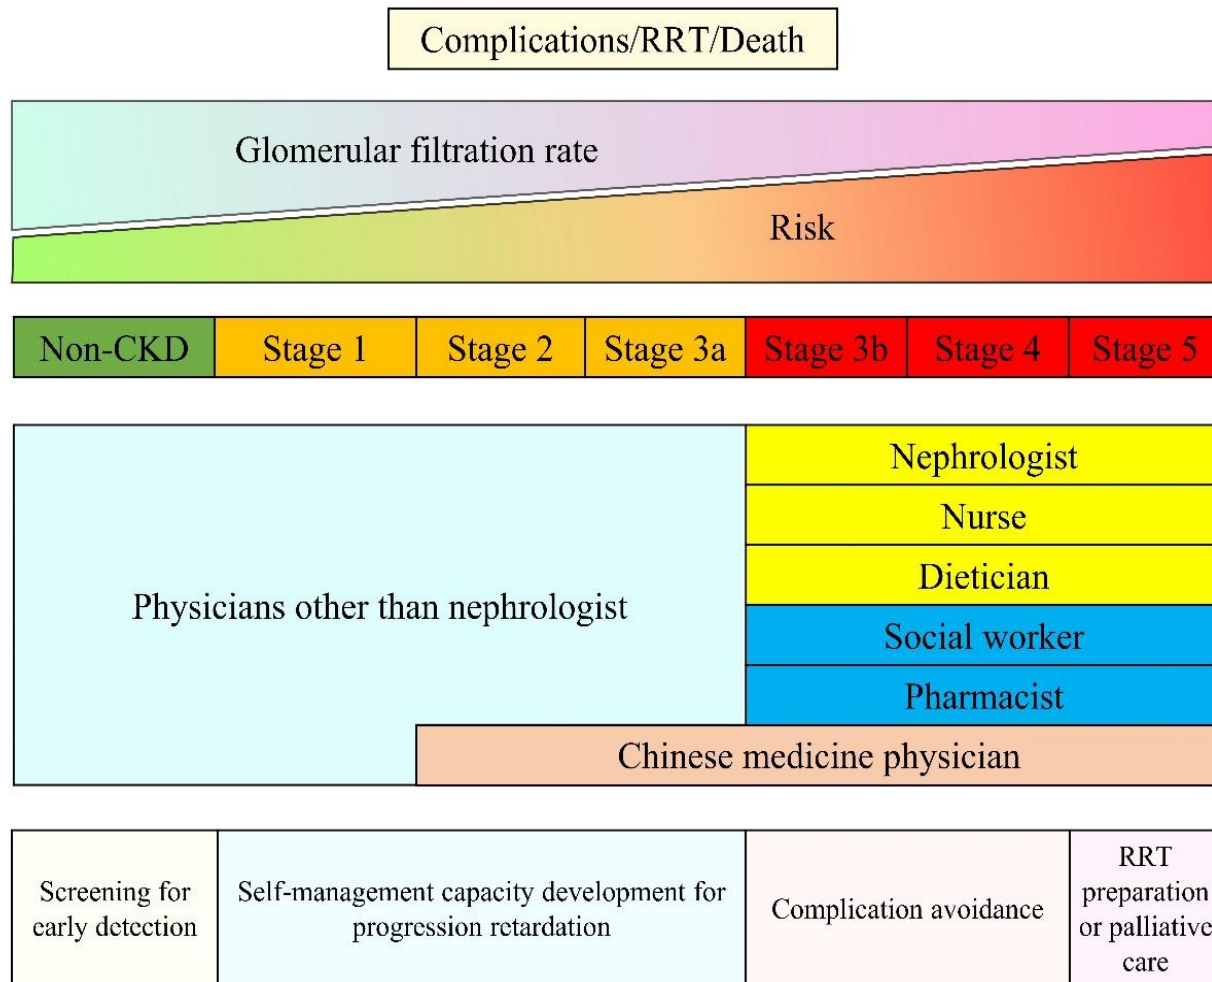 Complications/RRT/Death
Glomerular filtration rate
Risk
Non-CKD
Stage 1
Stage 2
Stage 3a
Stage 3b
Stage 4
Stage 5
Physicians other than nephrologist
Nephrologist
Nurse
Dietician
Social worker
Pharmacist
Chinese medicine physician
Screening for
early detection
Self-management capacity development for
progression retardation
Complication avoidance
RRT
preparation
or palliative
care